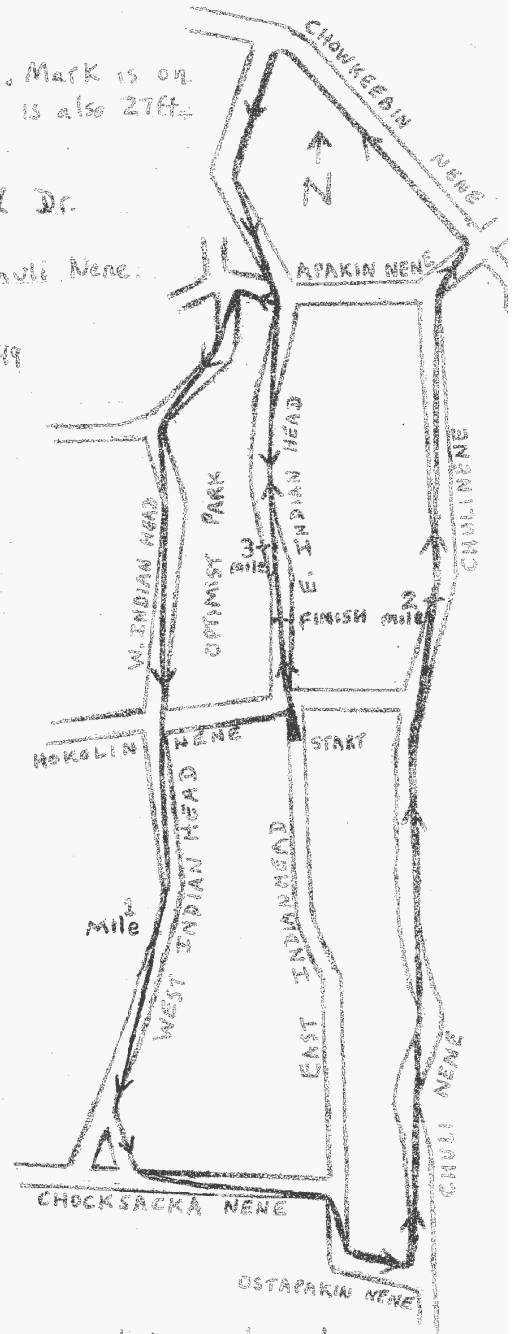 . Mark is on
is also 27ft.
Dr.
Nene.
CHOWKEEBIN NENE
N
APAKIN NENE
CHULI NENE
E. INDIAN HEAD
OPTIMIST PARK
W. INDIAN HEAD
3
mile
FINISH
2
mile
HOKOLIN NENE
START
WEST INDIAN HEAD
1
Mile
EAST INDIANHEAD
CHULI NENE
CHOCKSACKA NENE
OSTAPAKIN NENE